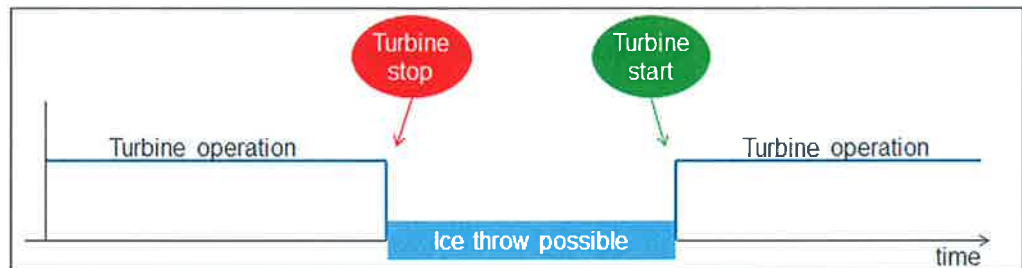 Turbine
stop
Turbine
start
Turbine operation
Turbine operation
Ice throw possible
time